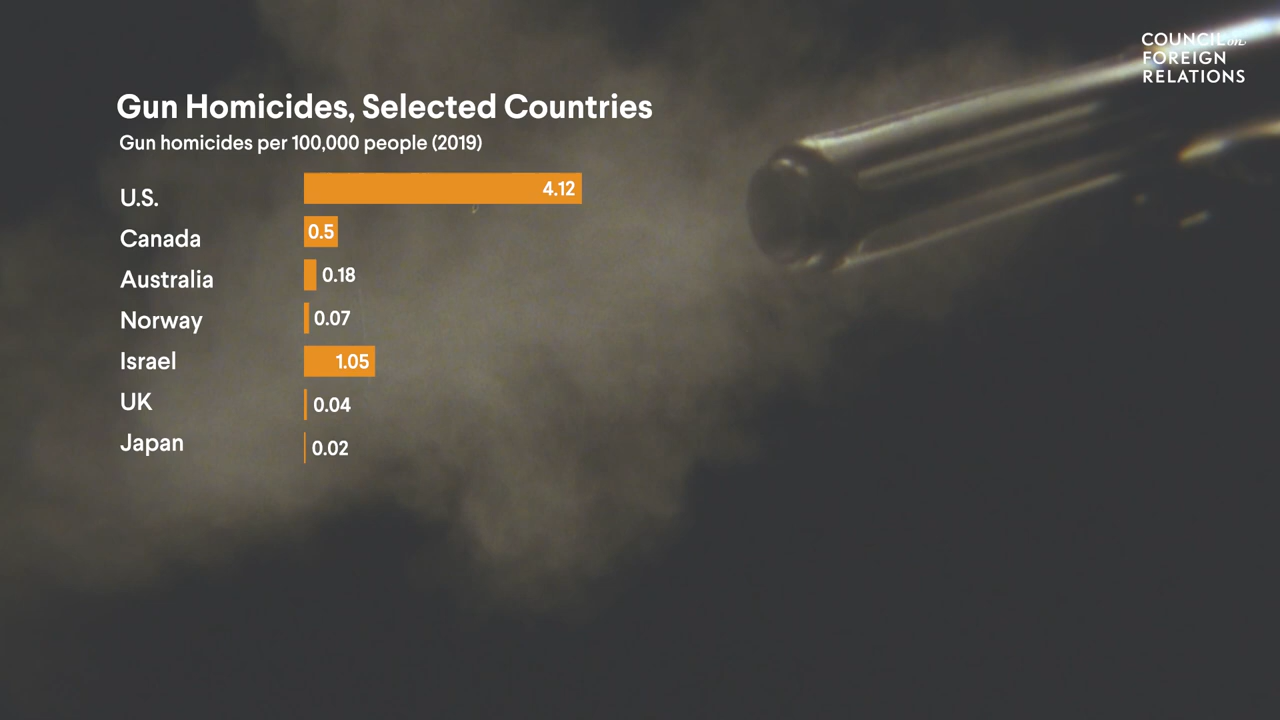 COUNCIL on
FOREIGN
RELATIONS
Gun Homicides, Selected Countries
Gun homicides per 100,000 people (2019)
U.S. 4.12
Canada 0.5
Australia 0.18
Norway 0.07
Israel 1.05
UK 0.04
Japan 0.02